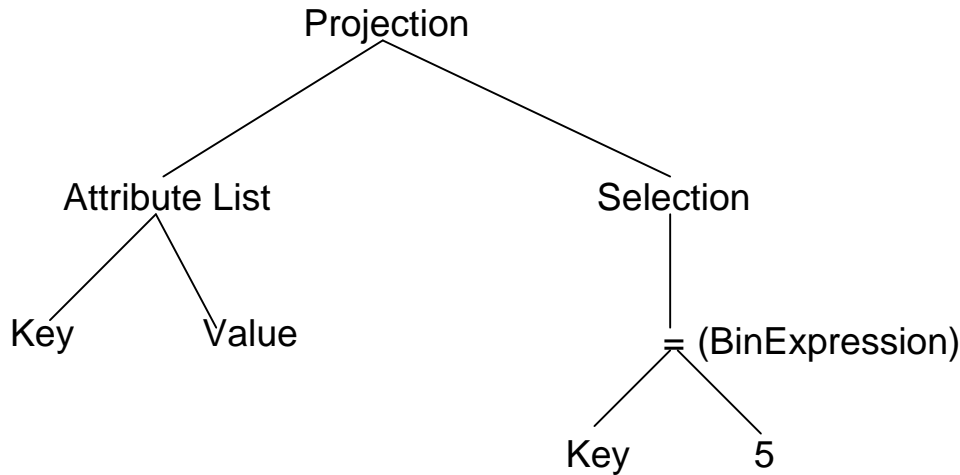 Projection
Attribute List
Selection
Key
Value
= (BinExpression)
Key
5